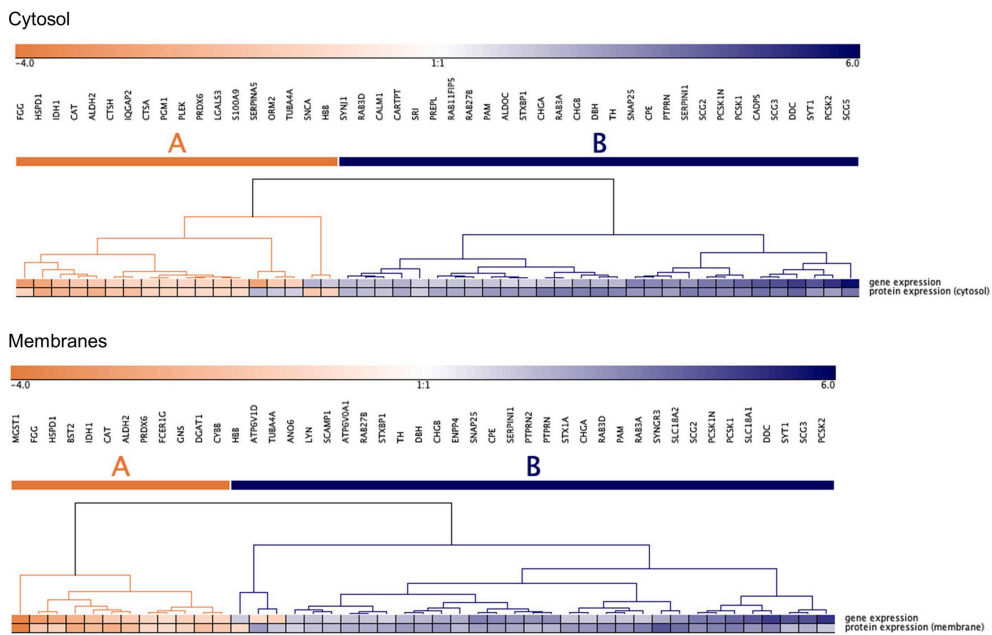 Cytosol
-4.0 1:1 6.0
FGG HSPD1 IDH1 CAT ALDH2 CTSH IQGAP2 CTSA PGM1 PLEK PRDX6 LGALS3 S100A9 SERPINA5 ORM2 TUBA4A SNCA HBB SYNJ1 RAB3D CALM1 CARTPT SRI PREPL RAB11FIP5 RAB27B PAM ALDOC STXBP1 CHGA RAB3A CHGB DBH TH SNAP25 CPE PTPRN SERPINI1 SCG2 PCSK1N PCSK1 CADPS SCG3 DDC SYT1 PCSK2 SCG5
A B
gene expression
protein expression (cytosol)
Membranes
-4.0 1:1 6.0
MGST1 FGG HSPD1 BST2 IDH1 CAT ALDH2 PRDX6 FCER1G GNS DGAT1 CYBB HBB ATP6V1D TUBA4A ANO6 LYN SCAMP1 ATP6V0A1 RAB27B STXBP1 TH DBH CHGB ENPP4 SNAP25 CPE SERPINI1 PTPRN2 PTPRN STX1A CHGA RAB3D PAM RAB3A SYNGR3 SLC18A2 SCG2 PCSK1N PCSK1 SLC18A1 DDC SYT1 SCG3 PCSK2
A B
gene expression
protein expression (membrane)